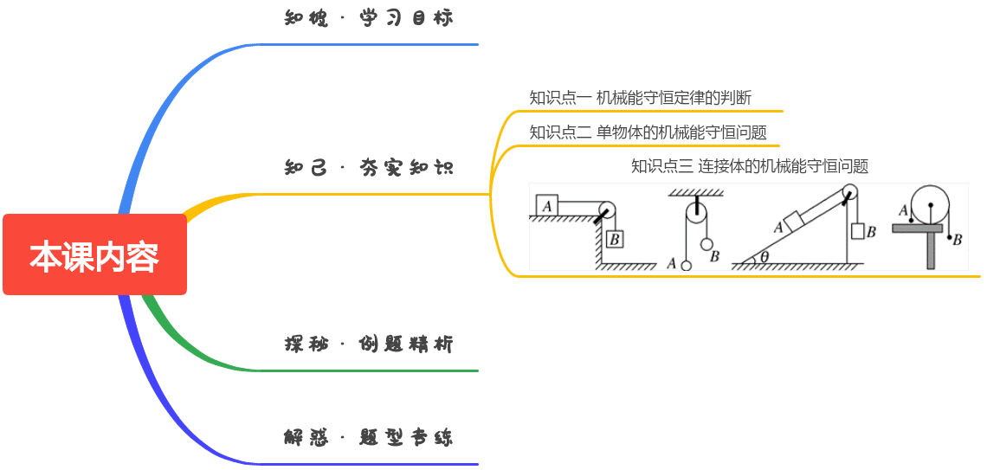 知彼·学习目标
知识点一 机械能守恒定律的判断
知识点二 单物体的机械能守恒问题
知己·夯实知识
知识点三 连接体的机械能守恒问题
A
B
A
B
A
B
θ
A
B
本课内容
探秘·例题精析
解惑·题型专练